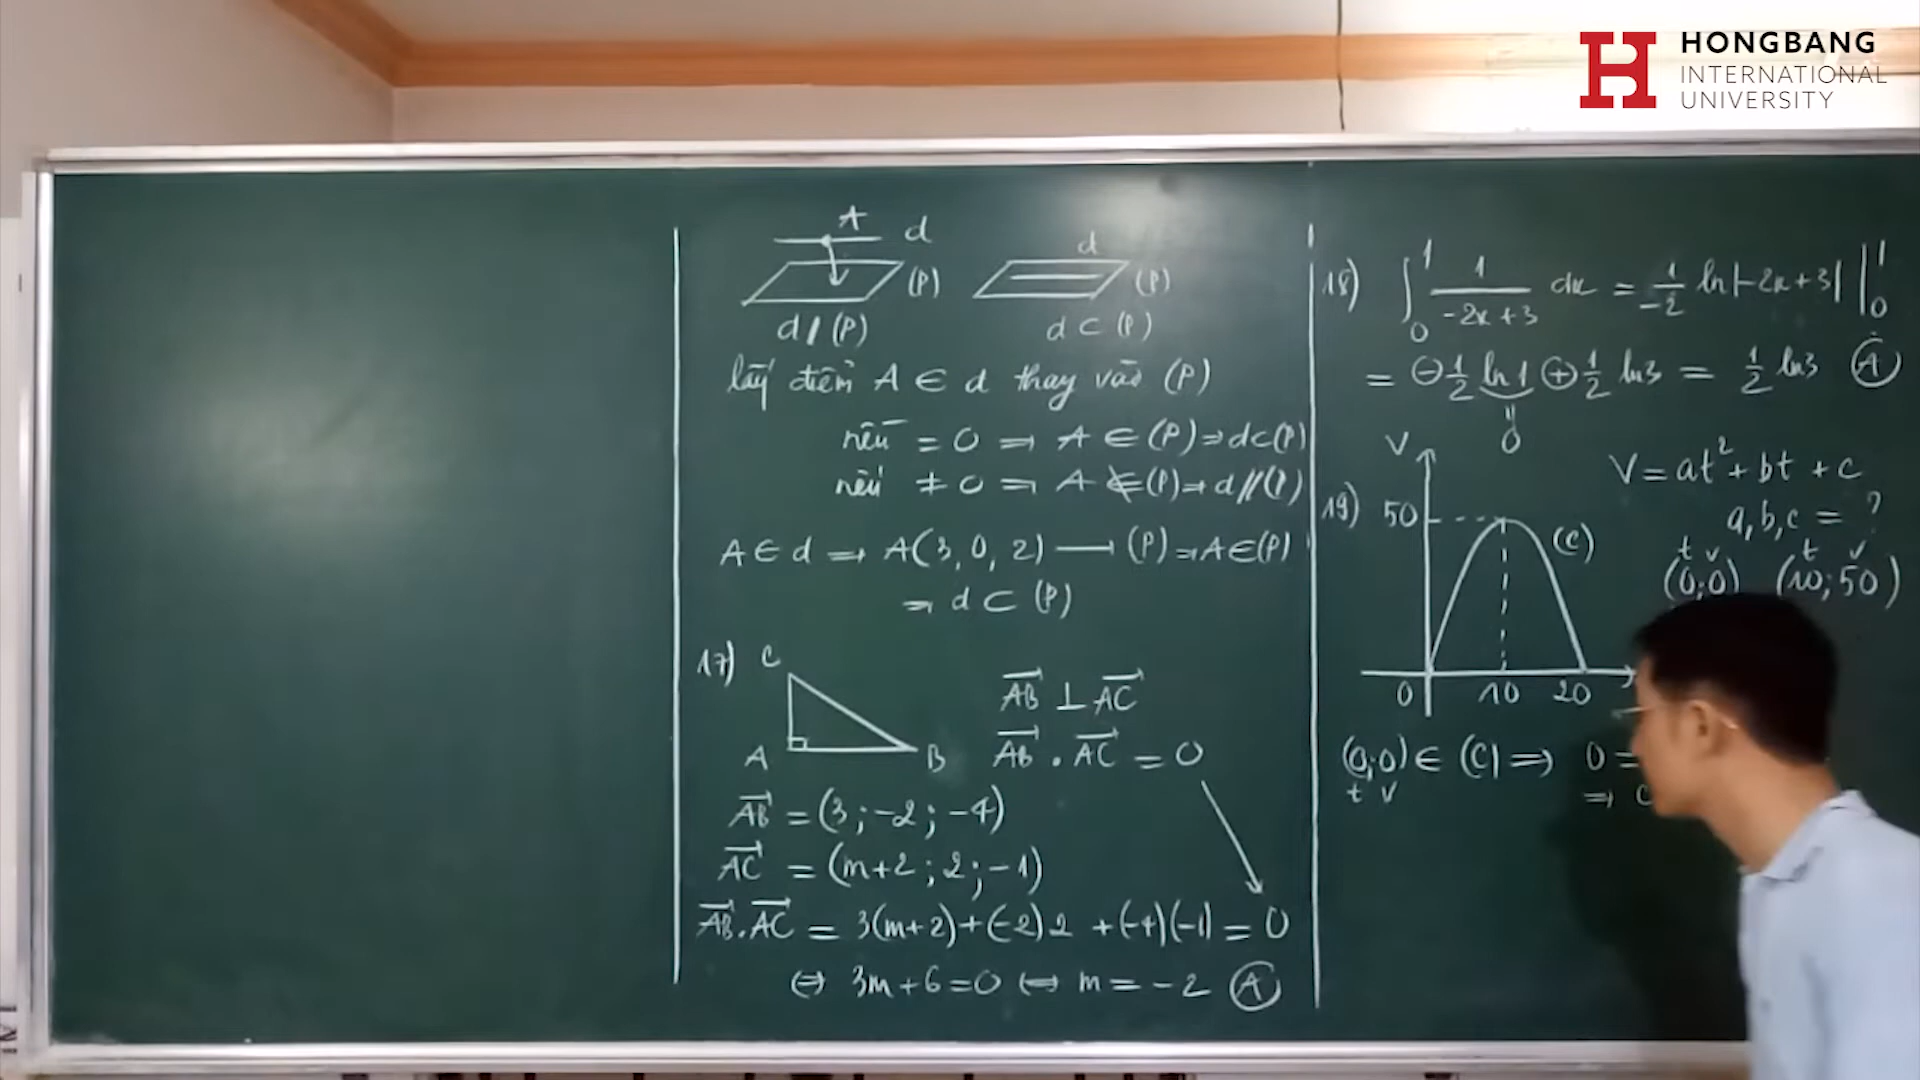 HONGBANG
INTERNATIONAL
UNIVERSITY
A d
(P)
d // (P)
d
(P)
d ⊂ (P)
lấy điểm A ∈ d thay vào (P)
nếu = 0 ⇒ A ∈ (P) ⇒ d ⊂ (P)
nếu ≠ 0 ⇒ A ∉ (P) ⇒ d // (P)
A ∈ d ⇒ A(3, 0, 2) → (P) ⇒ A ∈ (P)
⇒ d ⊂ (P)
17) C
A B
AB⃗ ⊥ AC⃗
AB⃗ . AC⃗ = 0
AB⃗ = (3 ; -2 ; -4)
AC⃗ = (m+2 ; 2 ; -1)
AB⃗.AC⃗ = 3(m+2) + (-2)2 + (-4)(-1) = 0
⇔ 3m + 6 = 0 ⇔ m = -2 Ⓐ
18) ∫₀¹ 1/(-2x+3) dx = 1/-2 ln|-2x+3| |₀¹
= ⊖ 1/2 ln1 ⊕ 1/2 ln3 = 1/2 ln3 Ⓐ
0
19) V
50
(C)
0 10 20
V = at² + bt + c
a, b, c = ?
t v t v
(0;0) (10;50)
(0;0) ∈ (C) ⇒ 0 =
t v ⇒ c